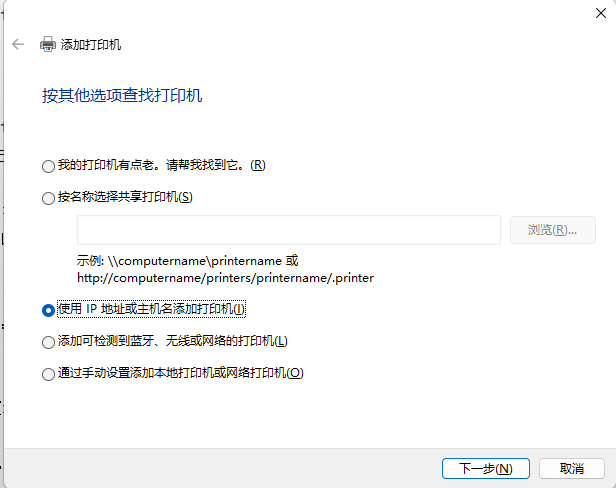 添加打印机
按其他选项查找打印机
我的打印机有点老。请帮我找到它。(R)
按名称选择共享打印机(S)
浏览(R)...
示例: \\computername\printername 或
http://computername/printers/printername/.printer
使用 IP 地址或主机名添加打印机(I)
添加可检测到蓝牙、无线或网络的打印机(L)
通过手动设置添加本地打印机或网络打印机(O)
下一步(N)
取消